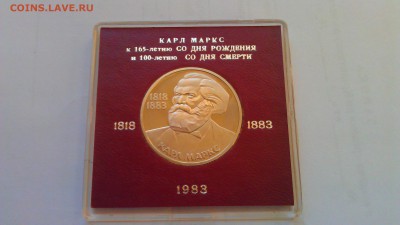 COINS.LAVE.RU
КАРЛ МАРКС
к 165-летию СО ДНЯ РОЖДЕНИЯ
и 100-летию СО ДНЯ СМЕРТИ
1818
1883
КАРЛ МАРКС
1818
1883
1983